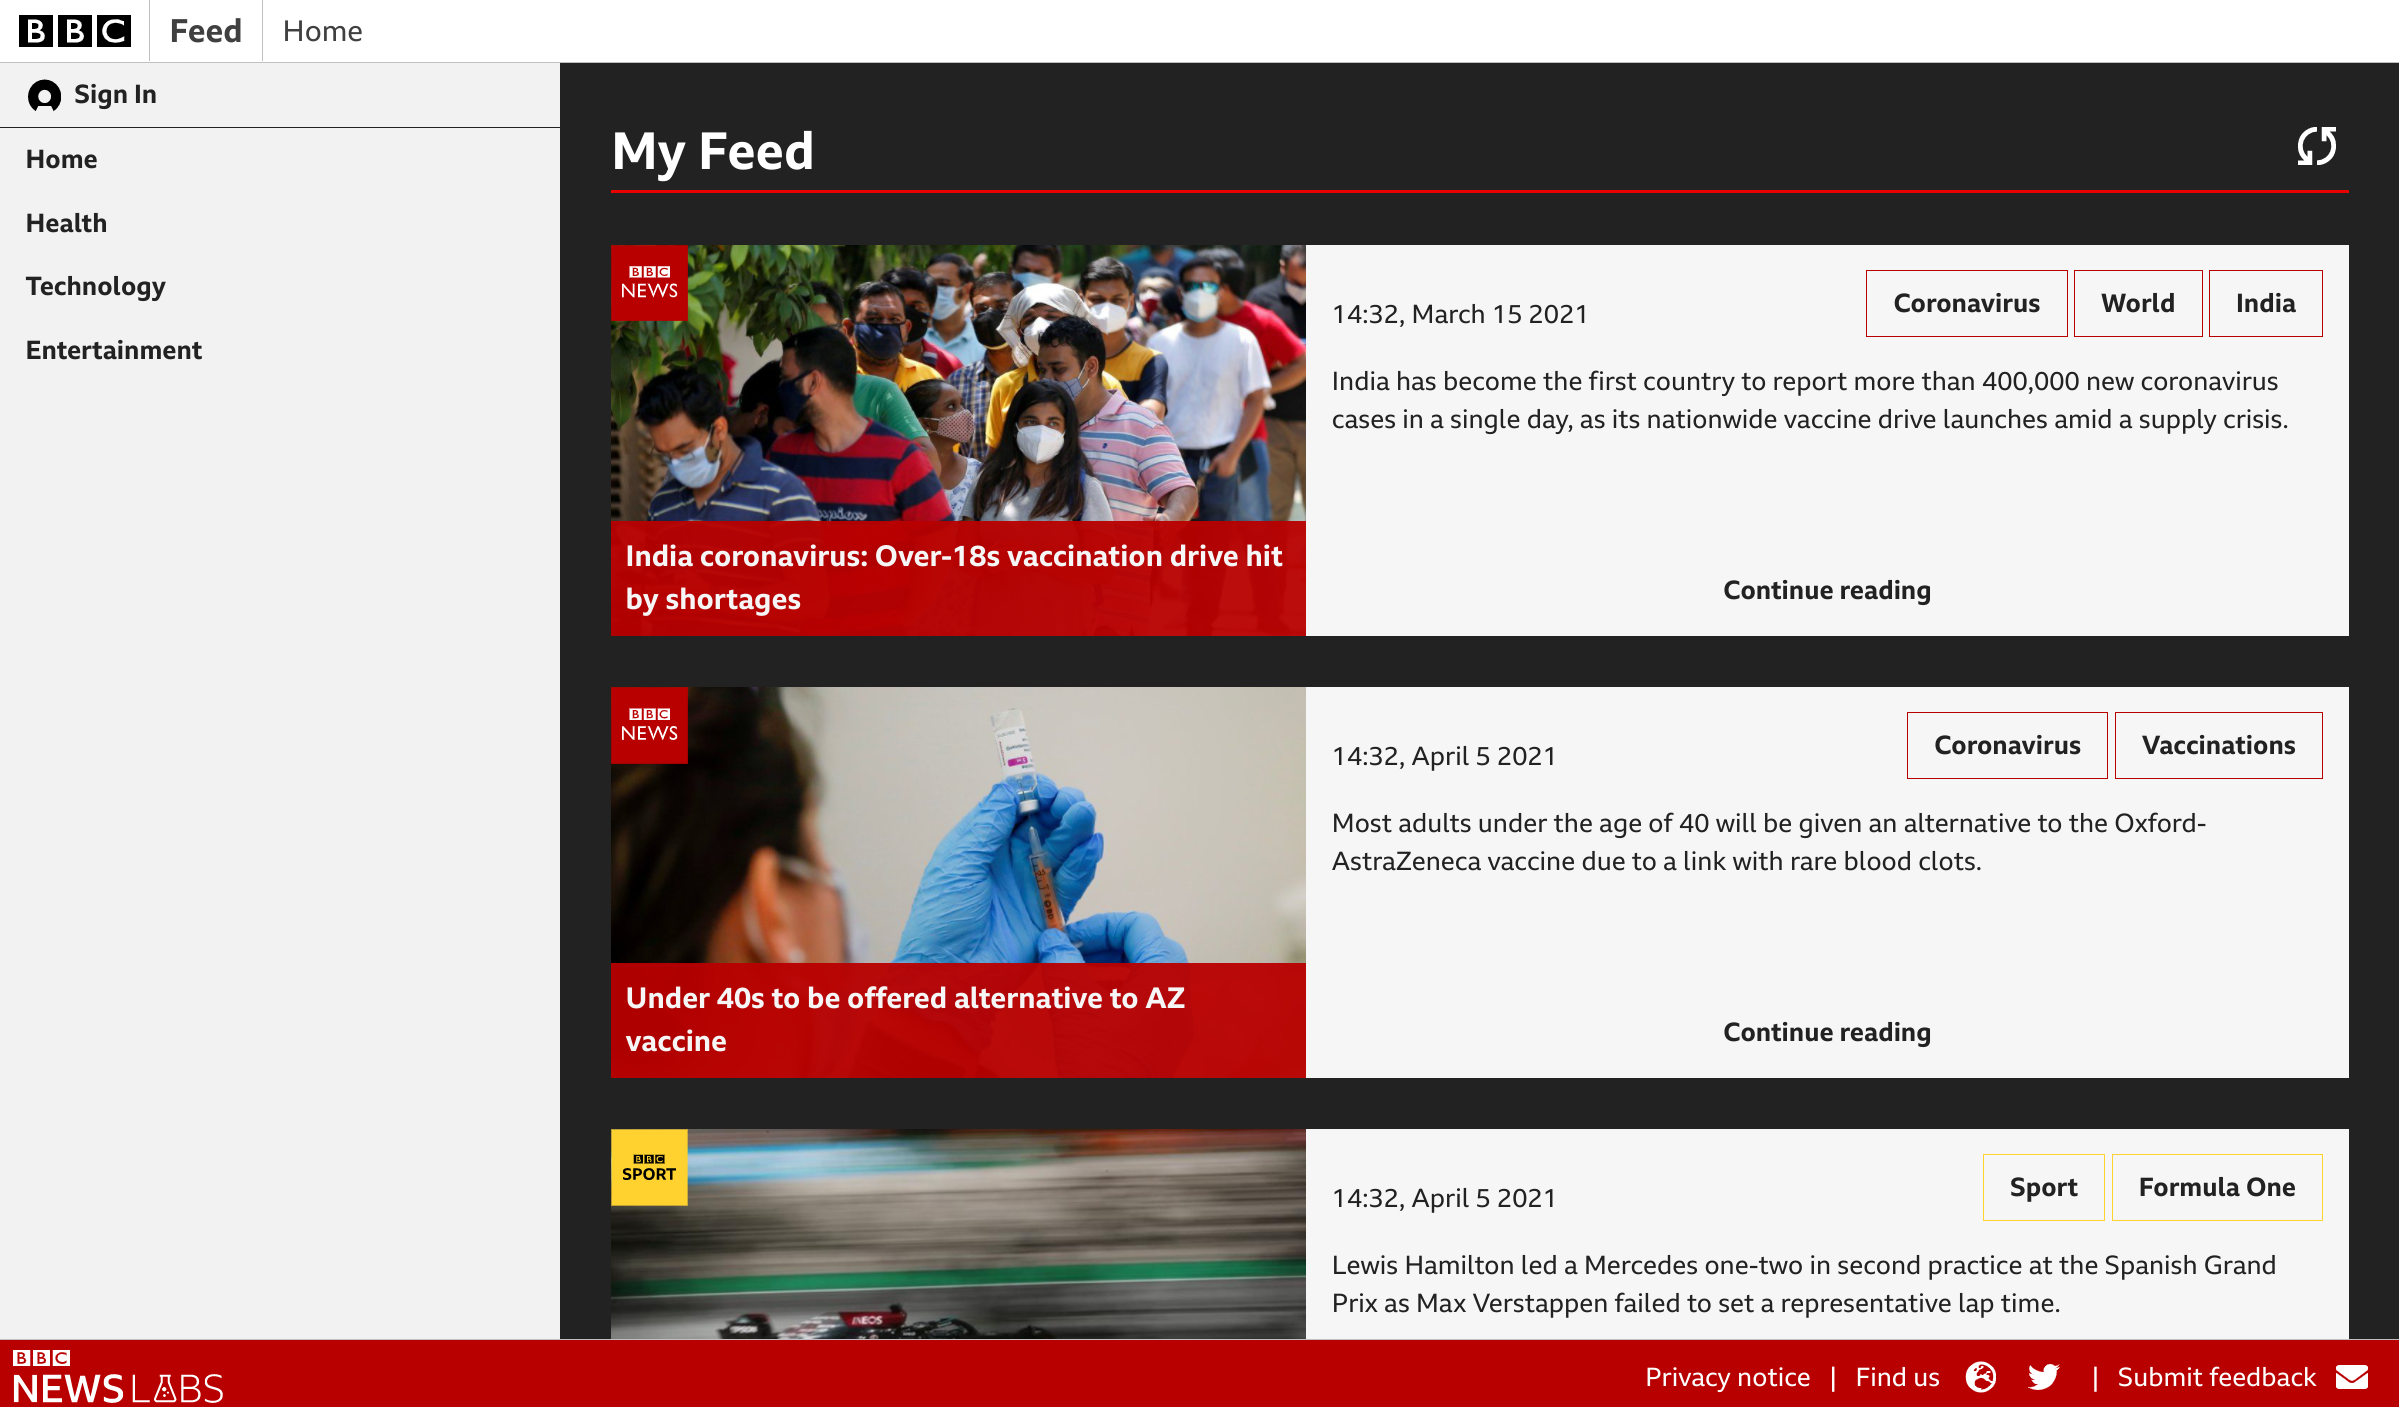 BBC Feed Home
Sign In
Home
Health
Technology
Entertainment
My Feed
BBC
NEWS
India coronavirus: Over-18s vaccination drive hit
by shortages
14:32, March 15 2021
Coronavirus World India
India has become the first country to report more than 400,000 new coronavirus
cases in a single day, as its nationwide vaccine drive launches amid a supply crisis.
Continue reading
BBC
NEWS
Under 40s to be offered alternative to AZ
vaccine
14:32, April 5 2021
Coronavirus Vaccinations
Most adults under the age of 40 will be given an alternative to the Oxford-
AstraZeneca vaccine due to a link with rare blood clots.
Continue reading
BBC
SPORT
INEOS
14:32, April 5 2021
Sport Formula One
Lewis Hamilton led a Mercedes one-two in second practice at the Spanish Grand
Prix as Max Verstappen failed to set a representative lap time.
BBC
NEWS LABS
Privacy notice | Find us | Submit feedback